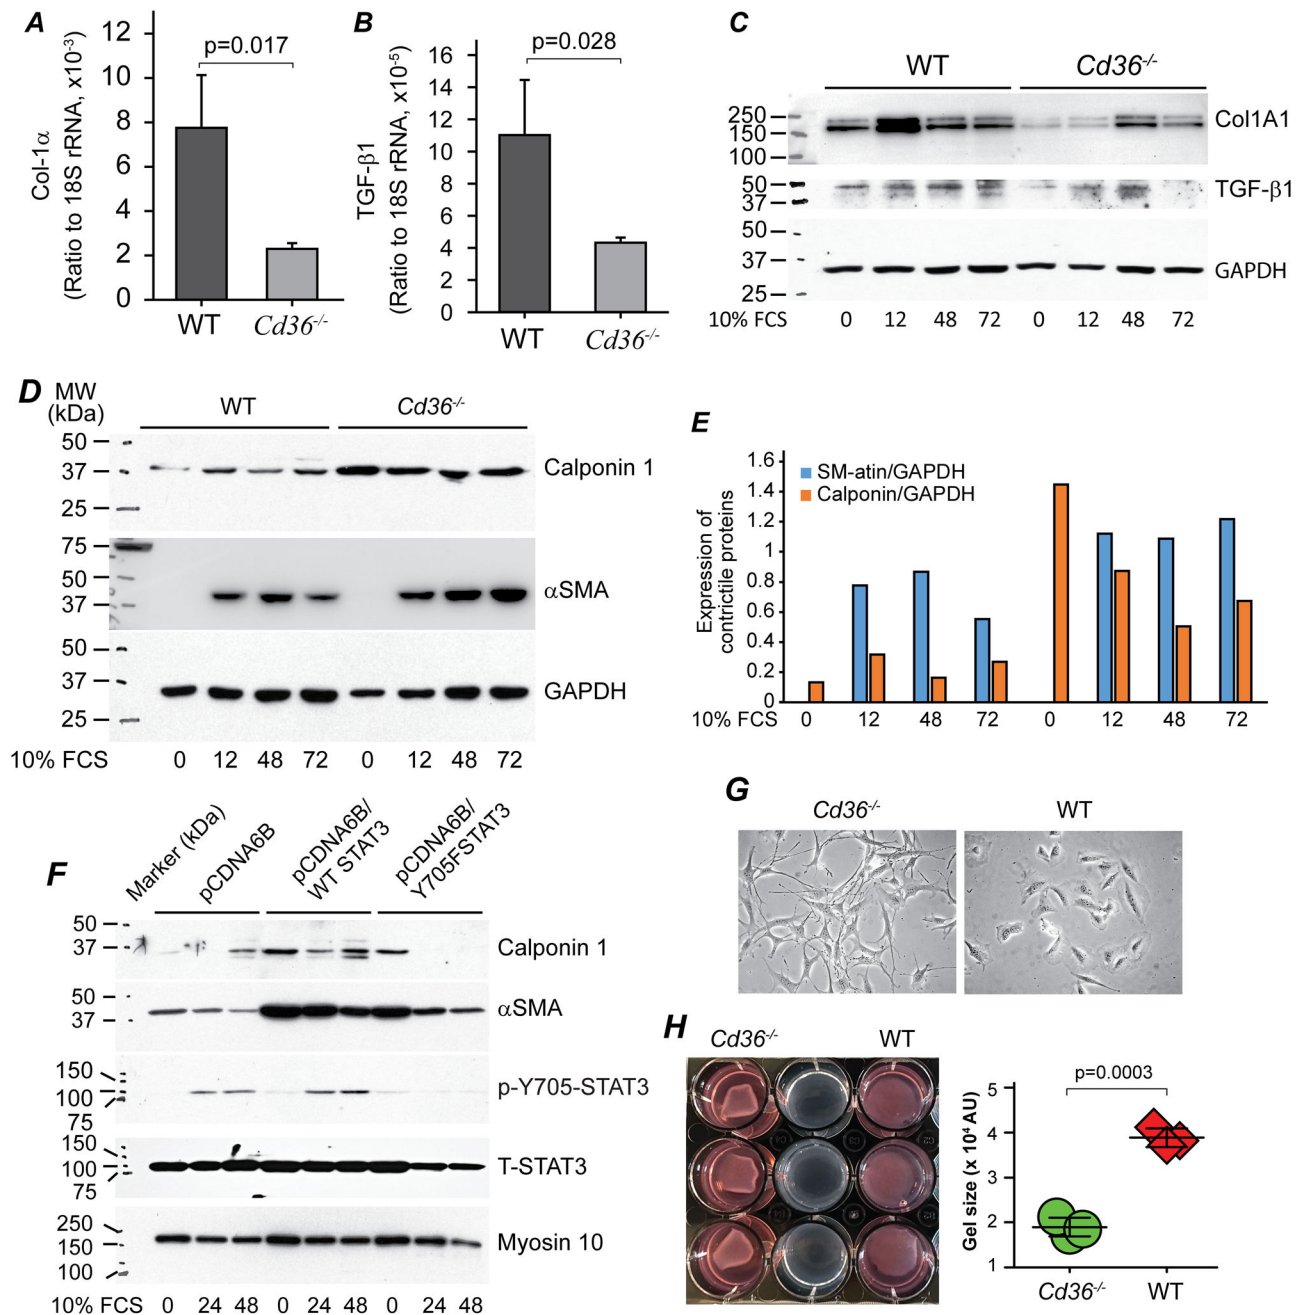 A
Col-1α
(Ratio to 18S rRNA, x10-3)
12
10
8
6
4
2
0
p=0.017
WT
Cd36-/-
B
TGF-β1
(Ratio to 18S rRNA, x10-5)
16
14
12
10
8
6
4
2
0
p=0.028
WT
Cd36-/-
C
WT
Cd36-/-
250
150
100
Col1A1
50
37
TGF-β1
50
37
25
GAPDH
10% FCS 0 12 48 72 0 12 48 72
D
MW
(kDa)
WT
Cd36-/-
50
37
25
Calponin 1
75
50
37
αSMA
50
37
25
GAPDH
10% FCS 0 12 48 72 0 12 48 72
E
Expression of
contrictile proteins
1.6
1.4
1.2
1
0.8
0.6
0.4
0.2
0
SM-atin/GAPDH
Calponin/GAPDH
10% FCS 0 12 48 72 0 12 48 72
F
Marker (kDa)
pCDNA6B
pCDNA6B/
WT STAT3
pCDNA6B/
Y705FSTAT3
50
37
Calponin 1
50
37
αSMA
150
100
75
p-Y705-STAT3
150
100
75
T-STAT3
250
150
100
Myosin 10
10% FCS 0 24 48 0 24 48 0 24 48
G
Cd36-/-
WT
H
Cd36-/-
WT
Gel size (x 10⁴ AU)
5
4
3
2
1
p=0.0003
Cd36-/-
WT